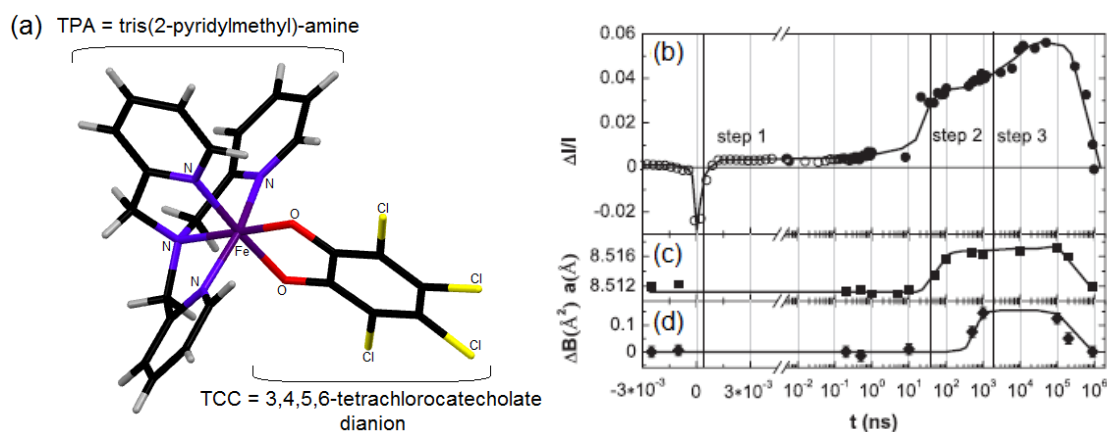 (a)
TPA = tris(2-pyridylmethyl)-amine
N
N
N
N
Fe
O
O
Cl
Cl
Cl
Cl
TCC = 3,4,5,6-tetrachlorocatecholate
dianion
(b)
ΔI/I
0.06
0.04
0.02
0
-0.02
step 1
step 2
step 3
(c)
a(Å)
8.516
8.512
(d)
ΔB(Å²)
0.1
0
-3*10⁻³
0
3*10⁻³
10⁻²
10⁻¹
10⁰
10¹
10²
10³
10⁴
10⁵
10⁶
t (ns)